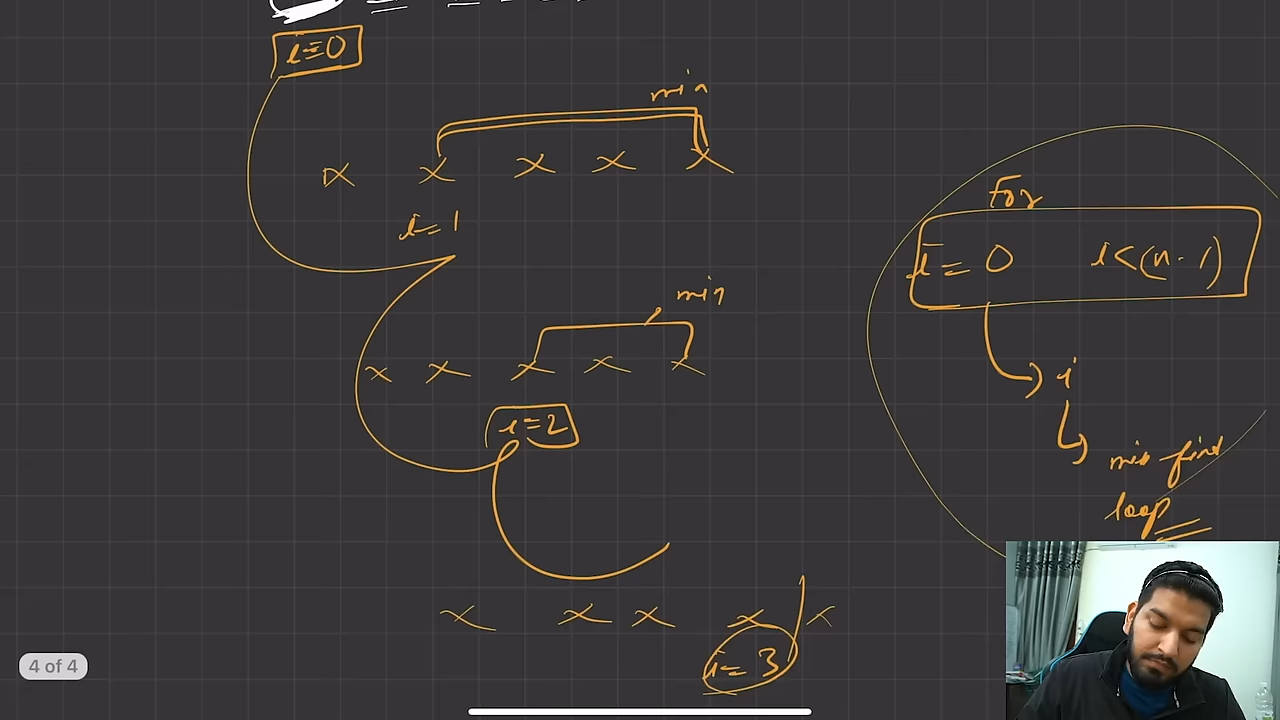 i=0
min
x x x x x
i=1
min
x x x x x
i=2
x x x x x
i=3
For
i=0 i<(n-1)
i
min find
loop
4 of 4